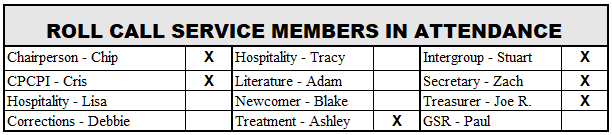 ROLL CALL SERVICE MEMBERS IN ATTENDANCE
Chairperson - Chip X Hospitality - Tracy Intergroup - Stuart X
CPCPI - Cris X Literature - Adam Secretary - Zach X
Hospitality - Lisa Newcomer - Blake Treasurer - Joe R. X
Corrections - Debbie Treatment - Ashley X GSR - Paul